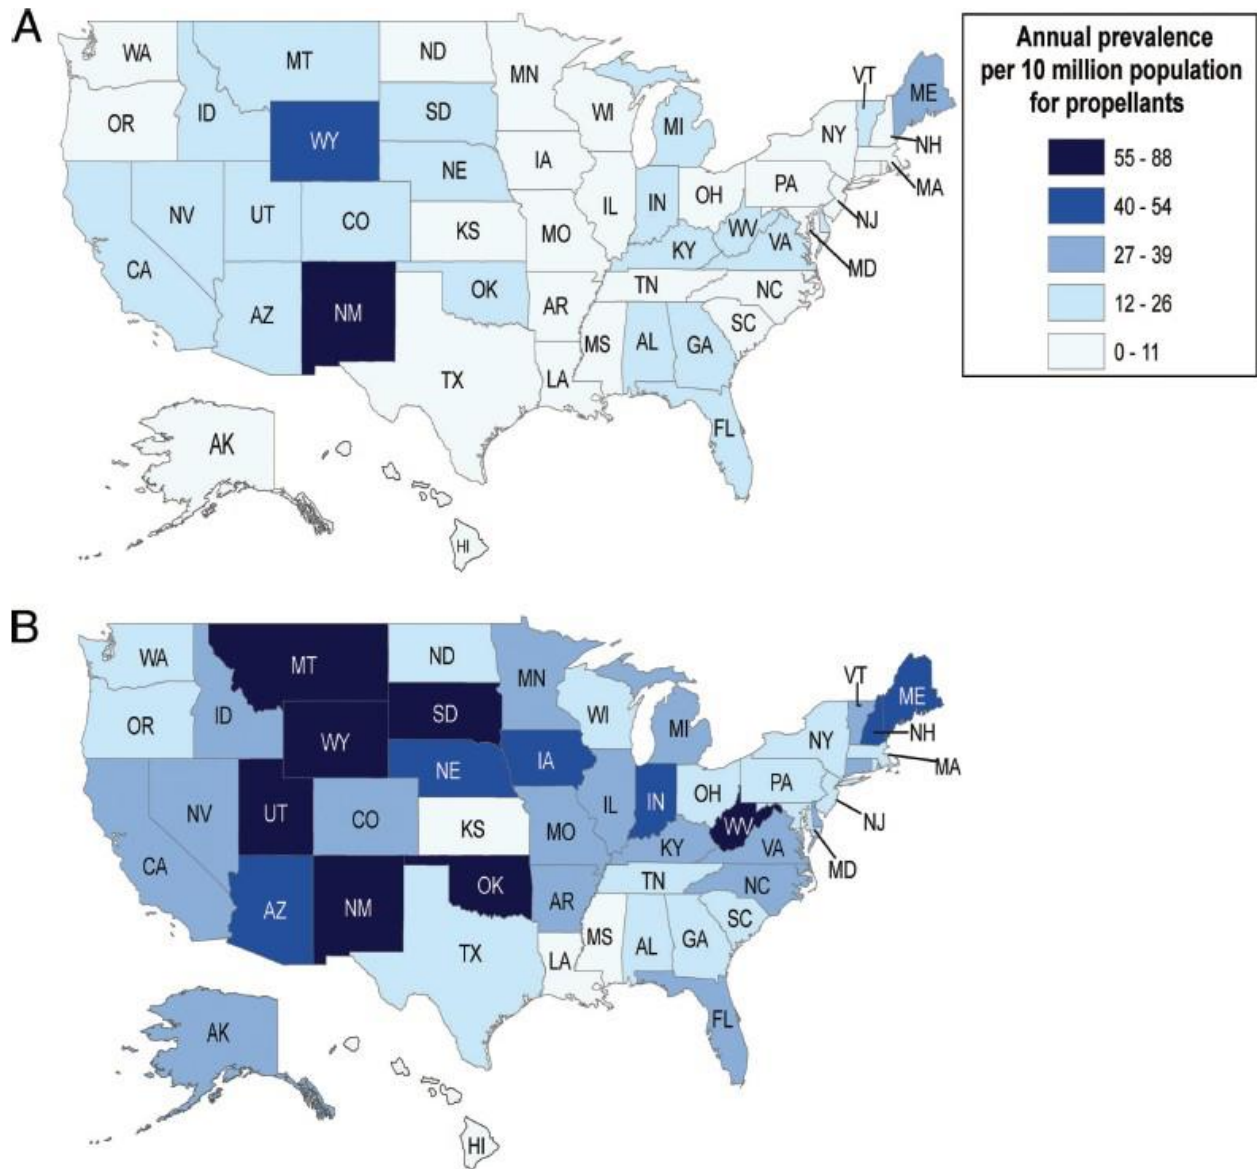 A
Annual prevalence
per 10 million population
for propellants
55 - 88
40 - 54
27 - 39
12 - 26
0 - 11
WA
MT
ND
MN
VT
ME
OR
ID
WY
SD
WI
MI
NY
NH
MA
NE
IA
PA
NJ
NV
UT
CO
KS
MO
IL
IN
OH
WV
VA
MD
CA
KY
AZ
NM
OK
AR
TN
NC
SC
TX
LA
MS
AL
GA
FL
AK
HI
B
WA
MT
ND
MN
VT
ME
OR
ID
WY
SD
WI
MI
NY
NH
MA
NE
IA
PA
NJ
NV
UT
CO
KS
MO
IL
IN
OH
WV
VA
MD
CA
KY
AZ
NM
OK
AR
TN
NC
SC
TX
LA
MS
AL
GA
FL
AK
HI